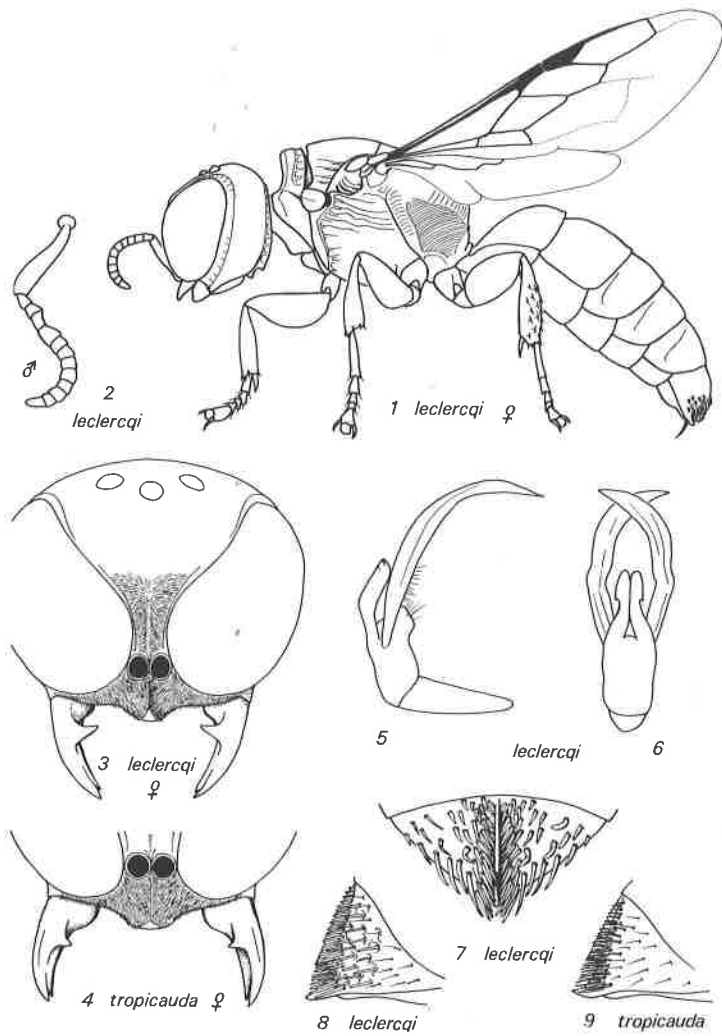 ♂
2
leclercqi
1 leclercqi ♀
3 leclercqi
♀
5
leclercqi
6
4 tropicauda ♀
7 leclercqi
8 leclercqi
9 tropicauda